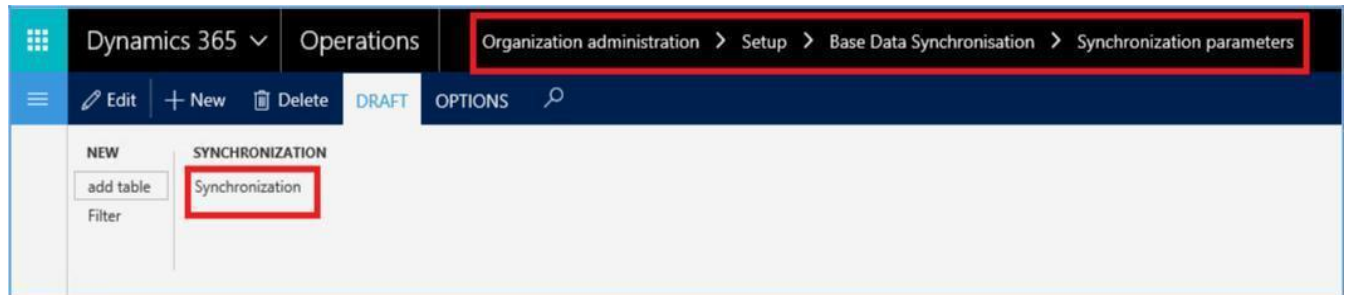 Dynamics 365 Operations Organization administration > Setup > Base Data Synchronisation > Synchronization parameters
Edit New Delete DRAFT OPTIONS
NEW SYNCHRONIZATION
add table Synchronization
Filter